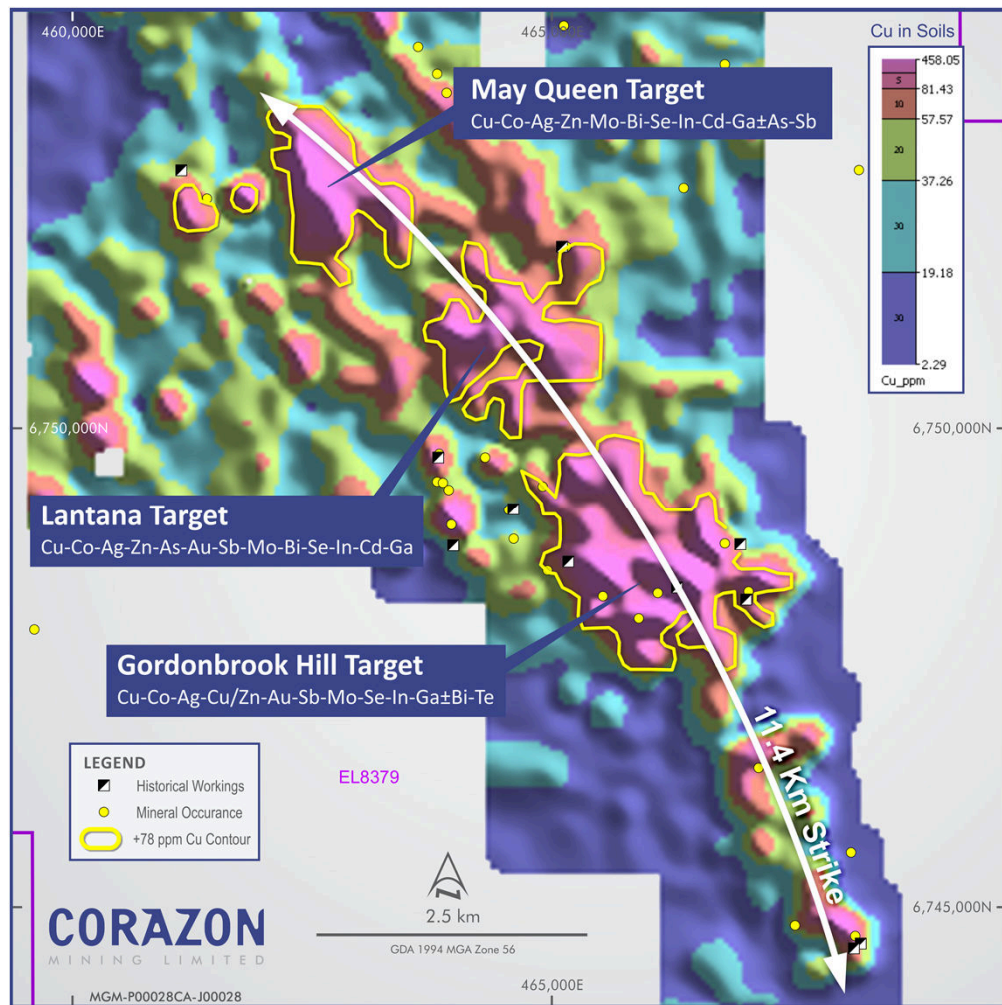 460,000E
465,000E
Cu in Soils
458.05
5
81.43
10
57.57
20
37.26
30
19.18
30
2.29
Cu_ppm
May Queen Target
Cu-Co-Ag-Zn-Mo-Bi-Se-In-Cd-Ga±As-Sb
6,750,000N
6,750,000N
Lantana Target
Cu-Co-Ag-Zn-As-Au-Sb-Mo-Bi-Se-In-Cd-Ga
Gordonbrook Hill Target
Cu-Co-Ag-Cu/Zn-Au-Sb-Mo-Se-In-Ga±Bi-Te
11.4 Km Strike
LEGEND
Historical Workings
Mineral Occurance
+78 ppm Cu Contour
EL8379
N
2.5 km
GDA 1994 MGA Zone 56
6,745,000N
CORAZON
MINING LIMITED
465,000E
MGM-P00028CA-J00028